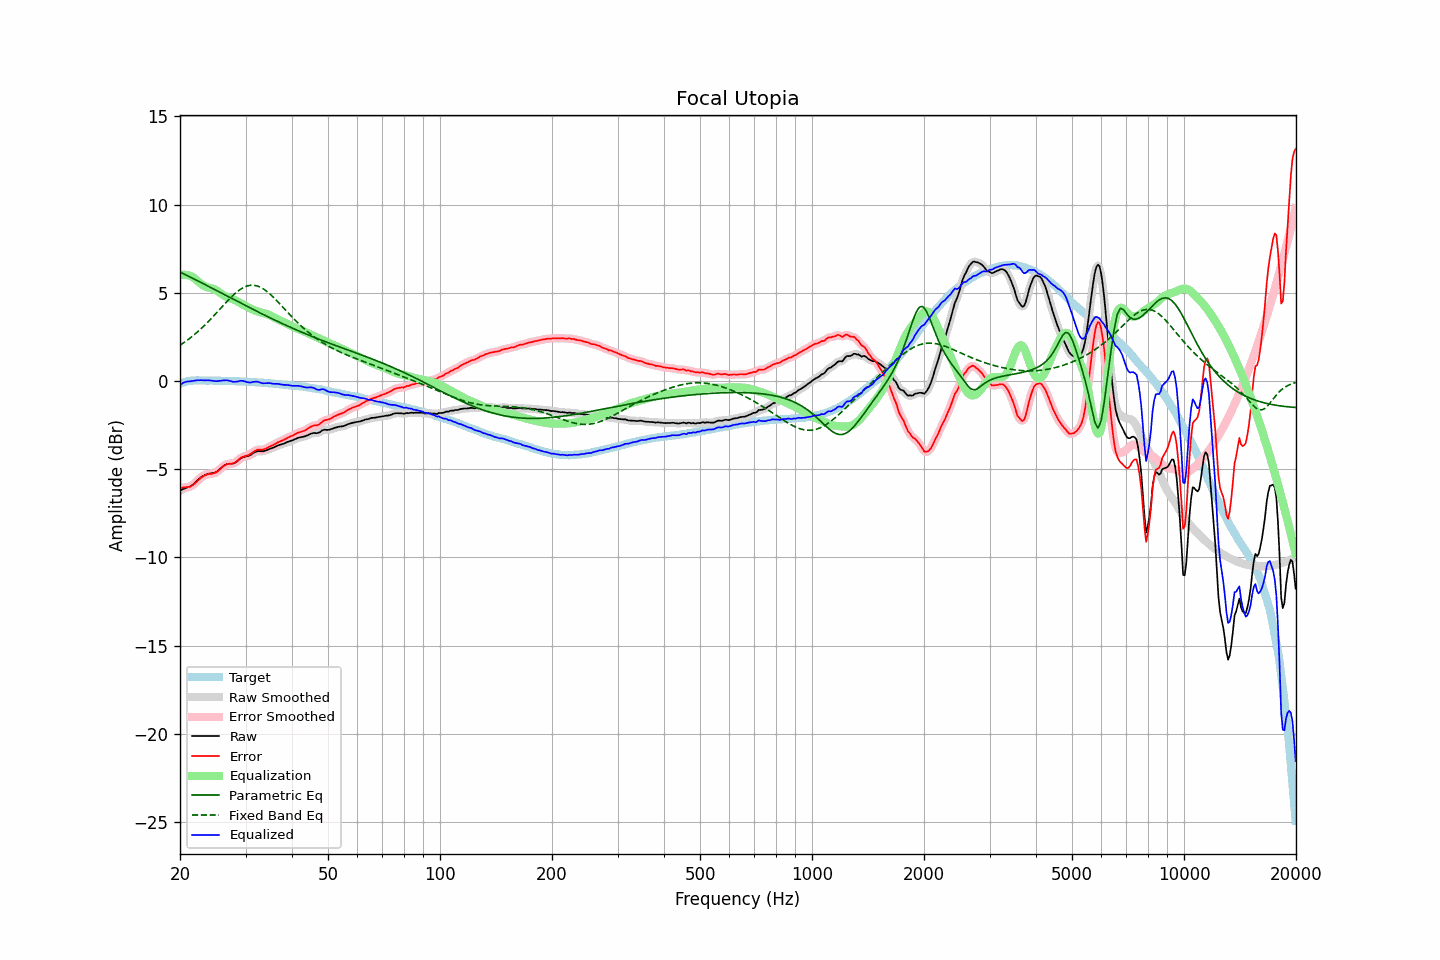 Focal Utopia
Amplitude (dBr)
15
10
5
0
−5
−10
−15
−20
−25
Target
Raw Smoothed
Error Smoothed
Raw
Error
Equalization
Parametric Eq
Fixed Band Eq
Equalized
20 50 100 200 500 1000 2000 5000 10000 20000
Frequency (Hz)